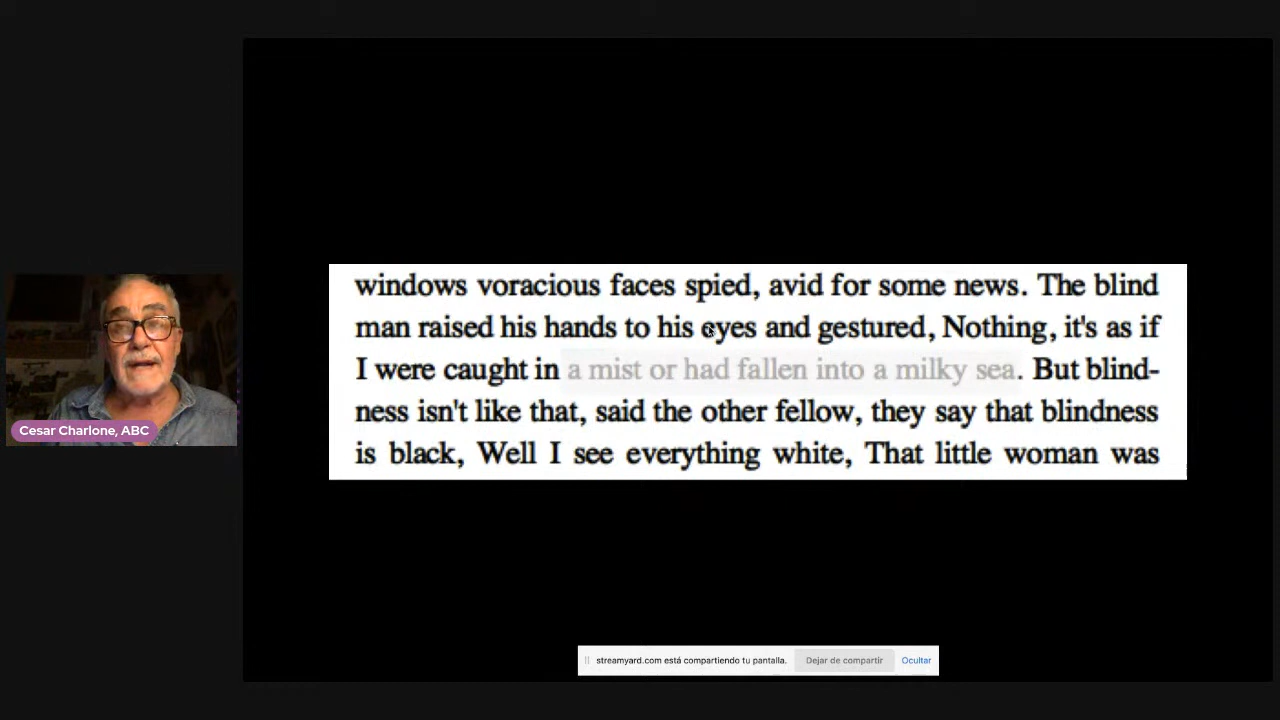 windows voracious faces spied, avid for some news. The blind
man raised his hands to his eyes and gestured, Nothing, it's as if
I were caught in a mist or had fallen into a milky sea. But blind-
ness isn't like that, said the other fellow, they say that blindness
is black, Well I see everything white, That little woman was
Cesar Charlone, ABC
streamyard.com está compartiendo tu pantalla. Dejar de compartir Ocultar